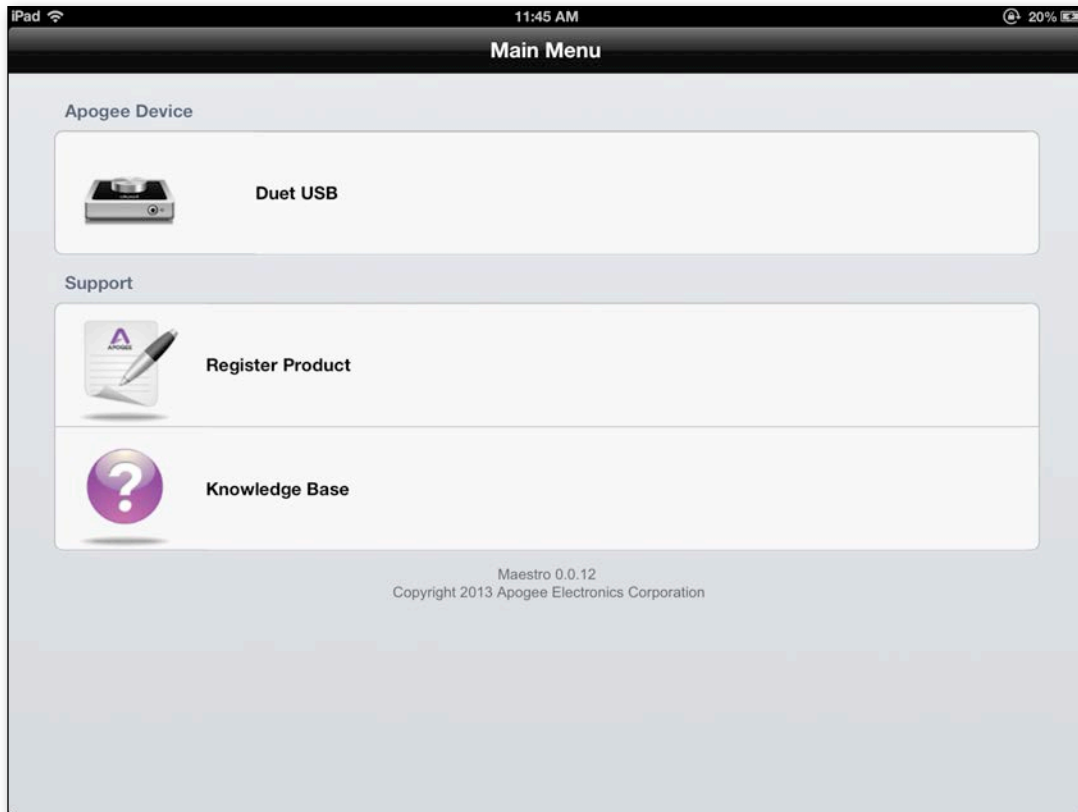 iPad 11:45 AM 20%
Main Menu
Apogee Device
Duet USB
Support
APOGEE
Register Product
?
Knowledge Base
Maestro 0.0.12
Copyright 2013 Apogee Electronics Corporation